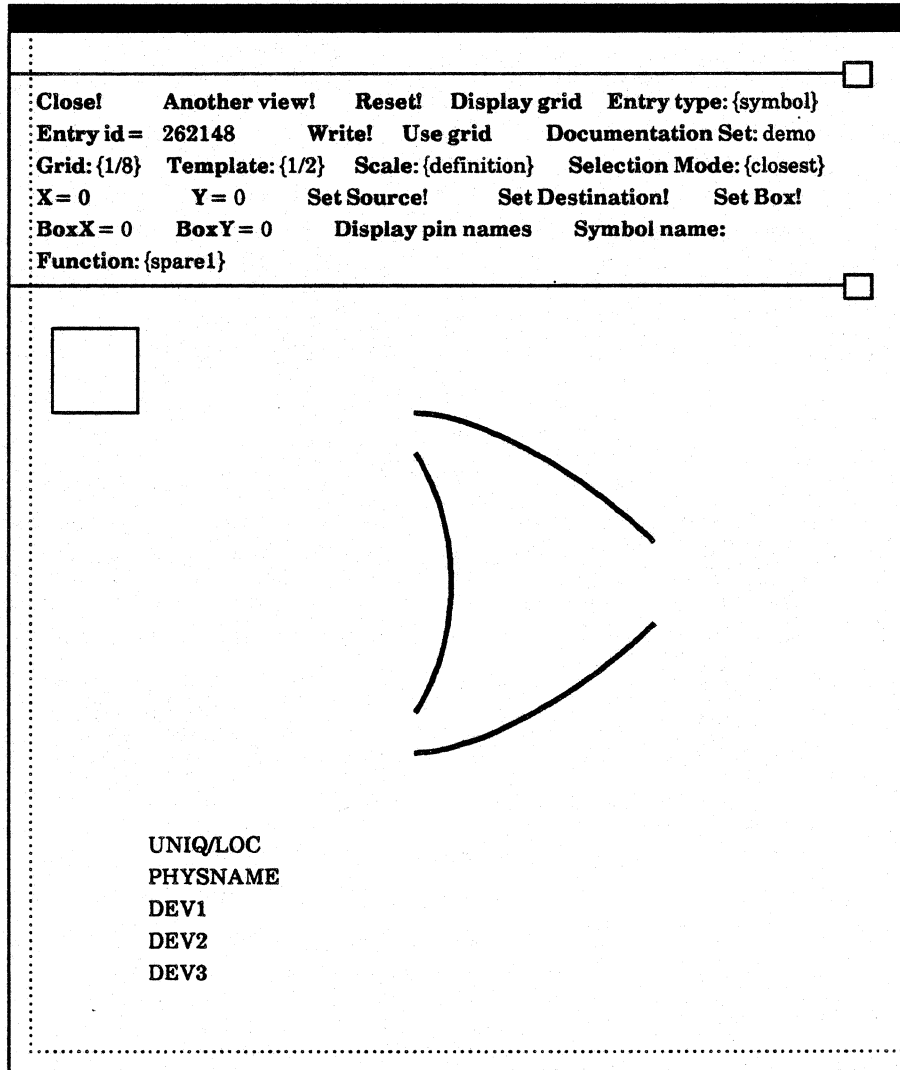 Close! Another view! Reset! Display grid Entry type: {symbol}
Entry id = 262148 Write! Use grid Documentation Set: demo
Grid: {1/8} Template: {1/2} Scale: {definition} Selection Mode: {closest}
X = 0 Y = 0 Set Source! Set Destination! Set Box!
BoxX = 0 BoxY = 0 Display pin names Symbol name:
Function: {spare1}
UNIQ/LOC
PHYSNAME
DEV1
DEV2
DEV3